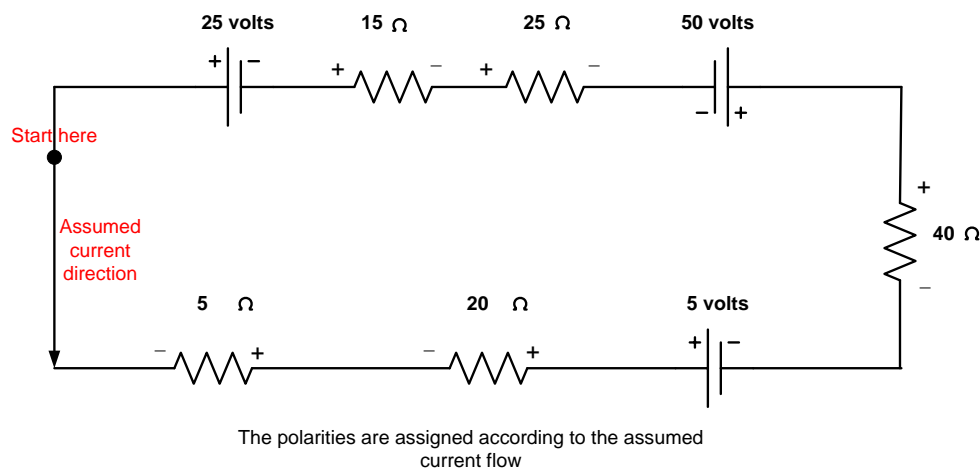 25 volts 15 Ω 25 Ω 50 volts
+ − + − + −
− +
Start here
+
Assumed
current
direction
40 Ω
−
5 Ω 20 Ω 5 volts
+ −
− + − +
The polarities are assigned according to the assumed
current flow